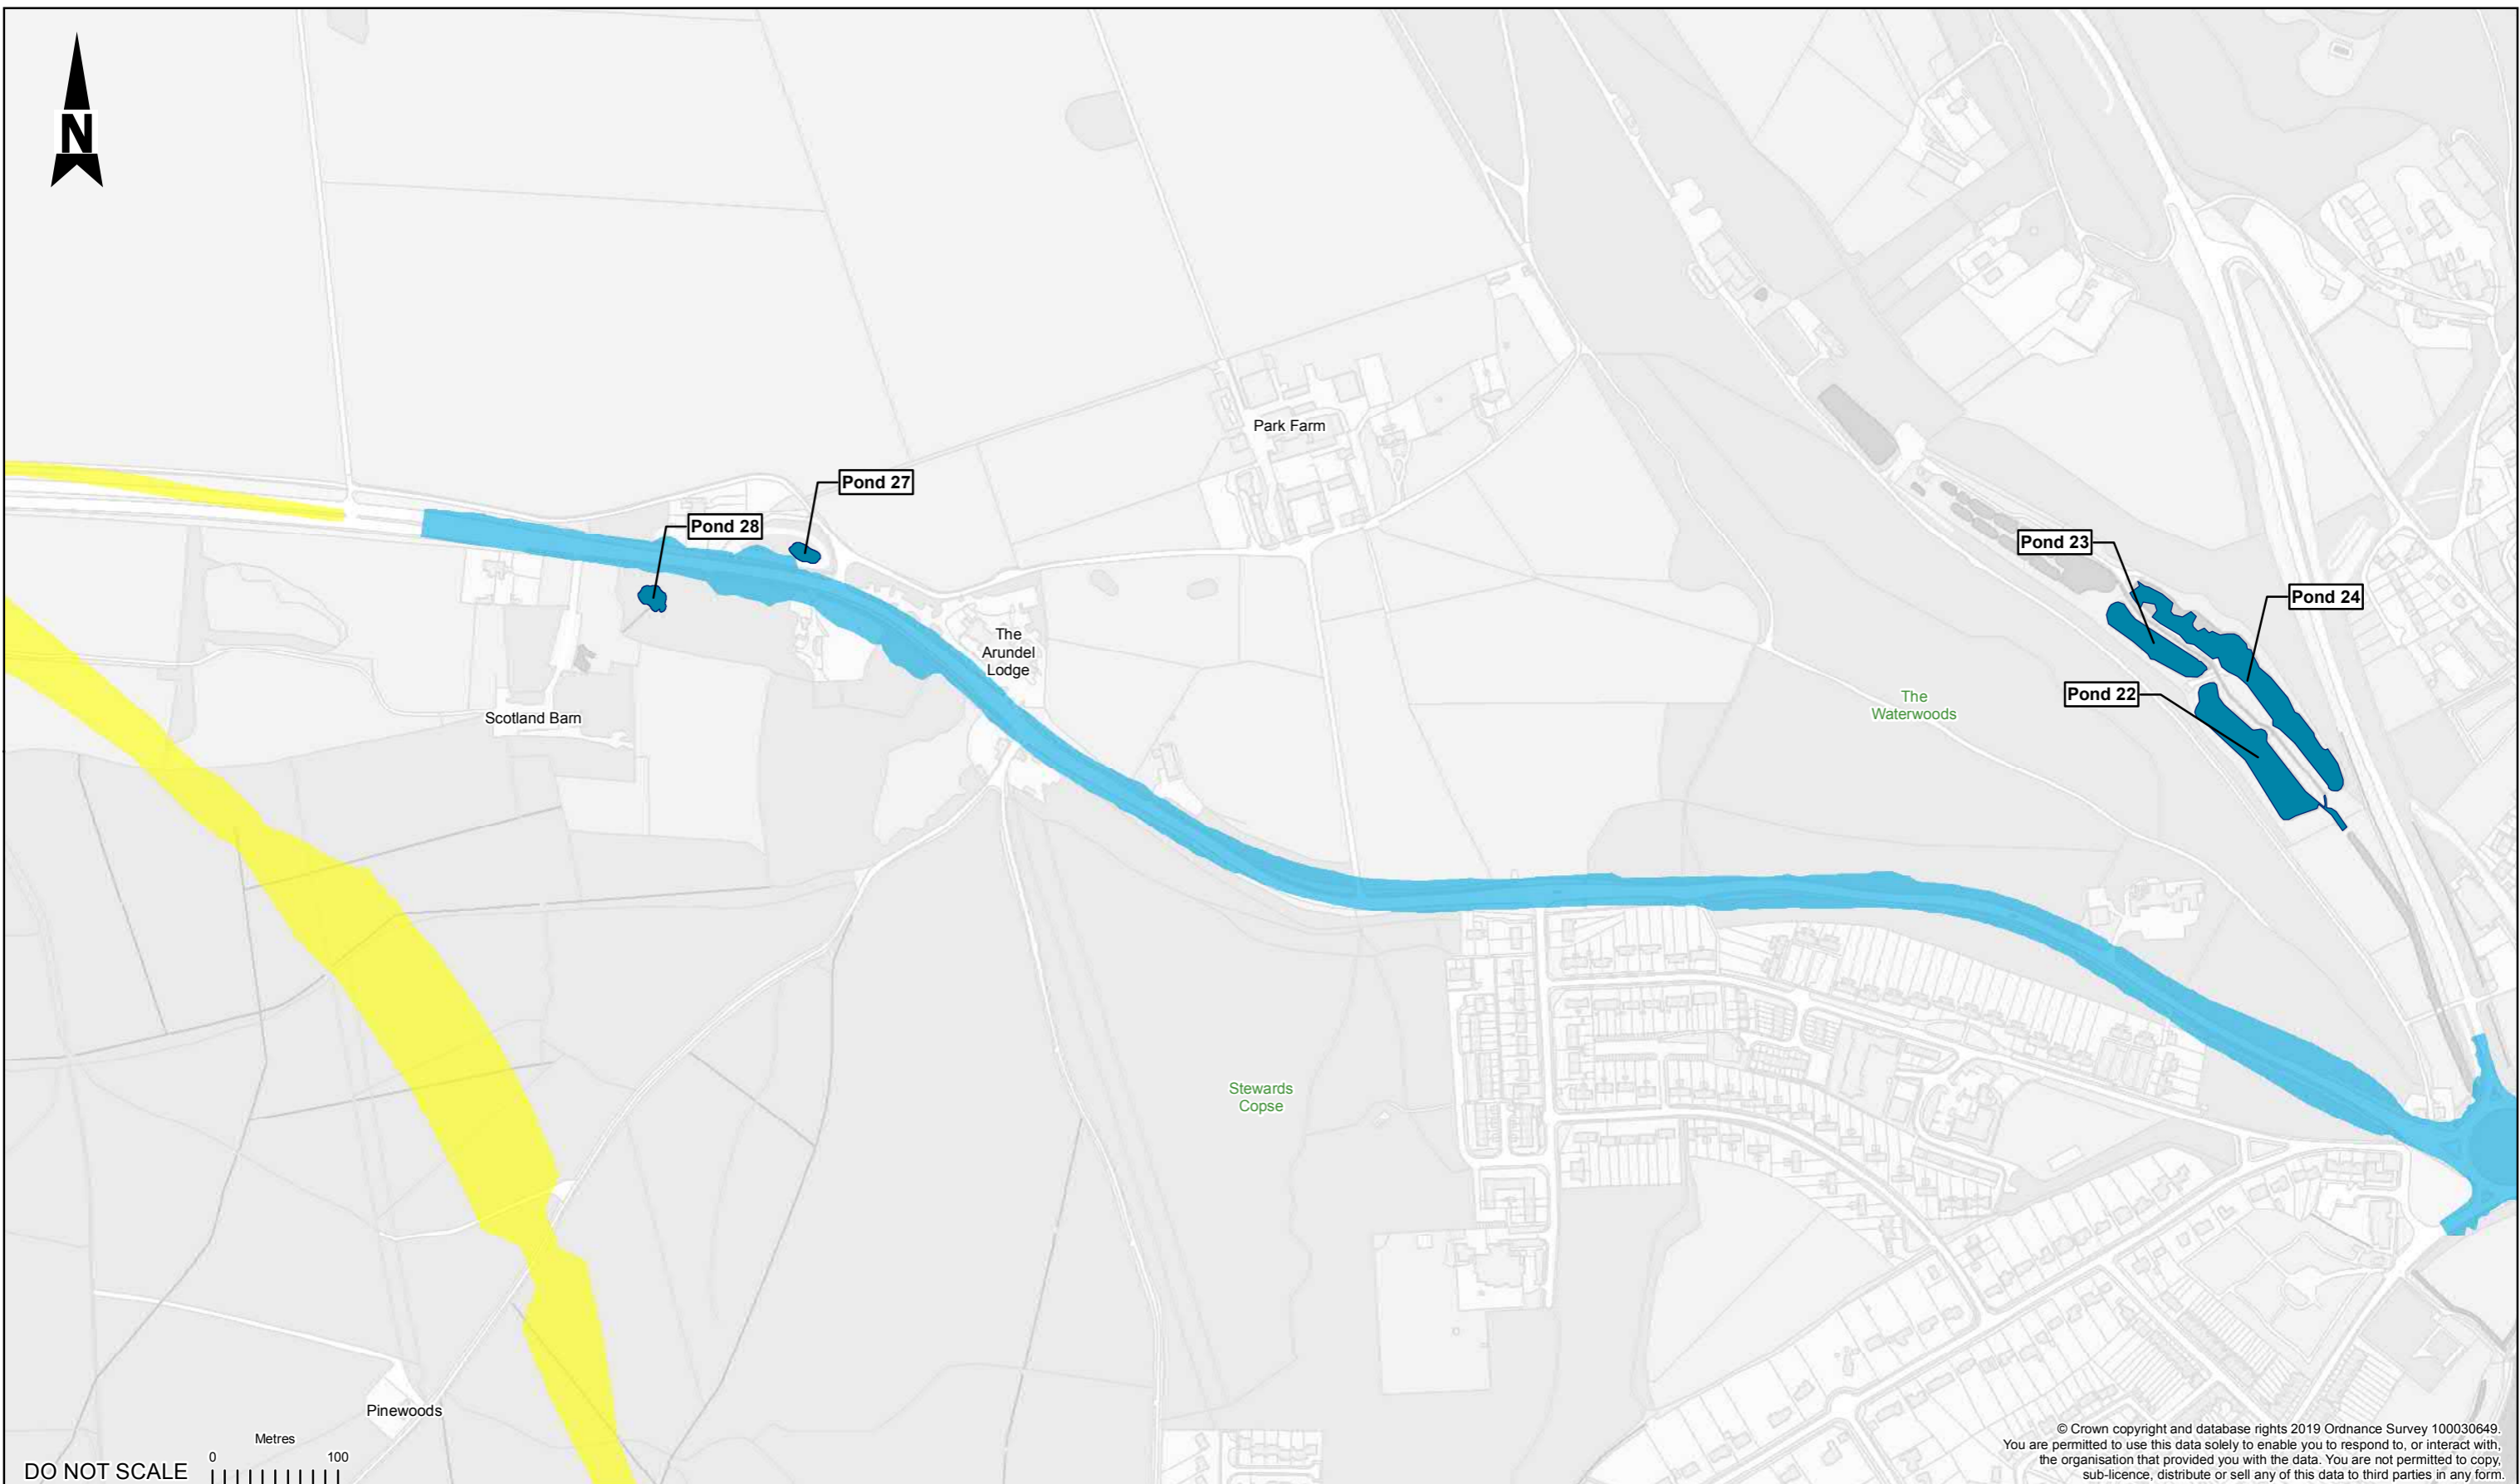 N
Park Farm
Pond 27
Pond 28
Pond 23
Pond 24
The
Arundel
Lodge
Pond 22
The
Waterwoods
Scotland Barn
Stewards
Copse
Pinewoods
Metres
0 100
DO NOT SCALE
© Crown copyright and database rights 2019 Ordnance Survey 100030649.
You are permitted to use this data solely to enable you to respond to, or interact with,
the organisation that provided you with the data. You are not permitted to copy,
sub-licence, distribute or sell any of this data to third parties in any form.